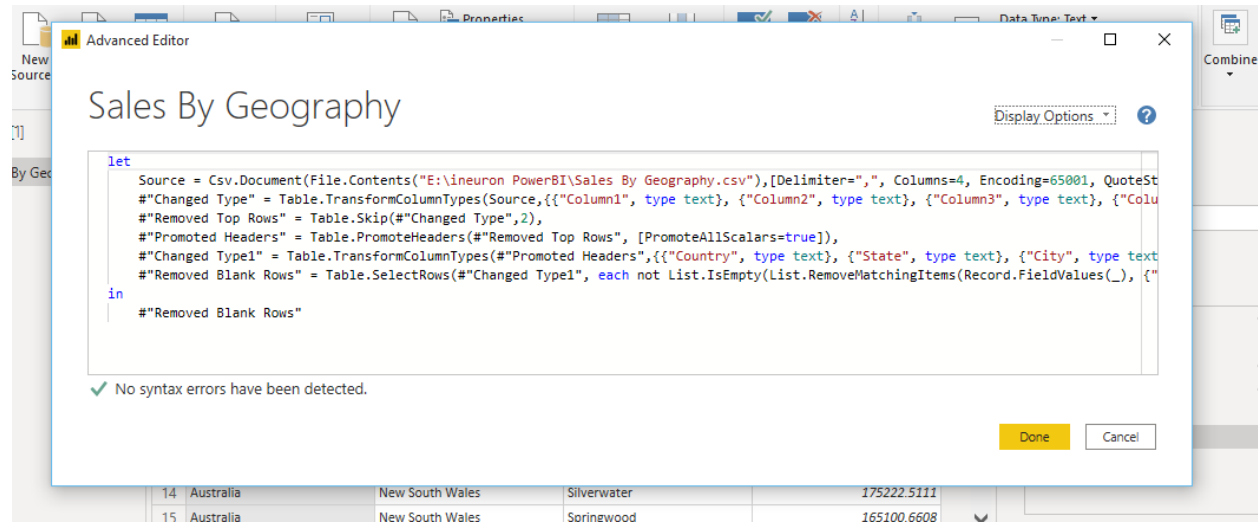 Properties
Data Type: Text
New
Source
Combine
Advanced Editor
Sales By Geography
Display Options
?
[1]
By Geo
let
Source = Csv.Document(File.Contents("E:\ineuron PowerBI\Sales By Geography.csv"),[Delimiter=",", Columns=4, Encoding=65001, QuoteSt
#"Changed Type" = Table.TransformColumnTypes(Source,{{"Column1", type text}, {"Column2", type text}, {"Column3", type text}, {"Colu
#"Removed Top Rows" = Table.Skip(#"Changed Type",2),
#"Promoted Headers" = Table.PromoteHeaders(#"Removed Top Rows", [PromoteAllScalars=true]),
#"Changed Type1" = Table.TransformColumnTypes(#"Promoted Headers",{{"Country", type text}, {"State", type text}, {"City", type text
#"Removed Blank Rows" = Table.SelectRows(#"Changed Type1", each not List.IsEmpty(List.RemoveMatchingItems(Record.FieldValues(_), {"
in
#"Removed Blank Rows"
No syntax errors have been detected.
Done
Cancel
14 Australia New South Wales Silverwater 175222.5111
15 Australia New South Wales Springwood 165100.6608